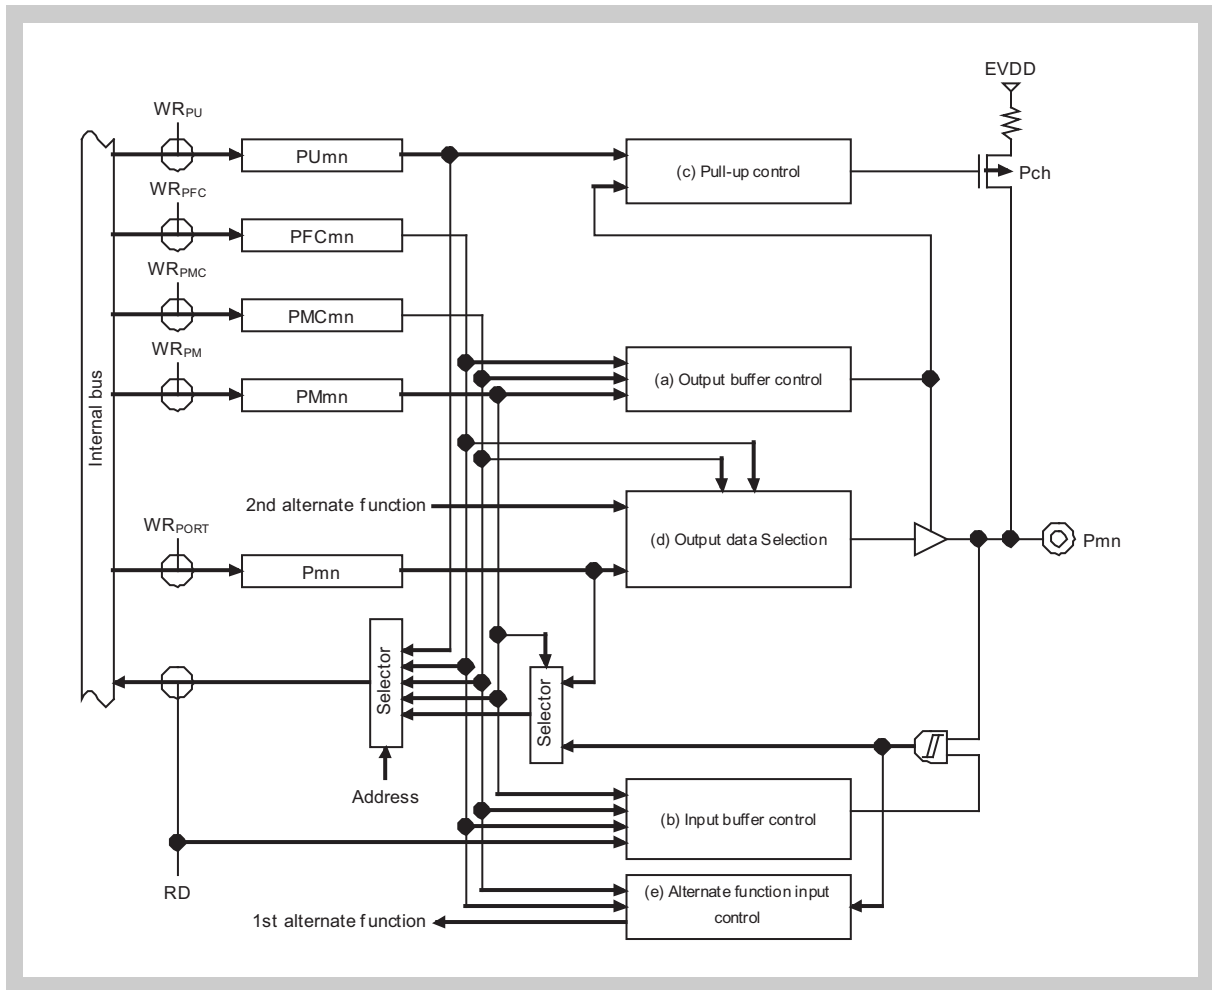 EVDD
WRPU
PUmn
(c) Pull-up control
Pch
WRPFC
PFCmn
WRPMC
PMCmn
WRPM
PMmn
(a) Output buffer control
Internal bus
2nd alternate function
WRPORT
(d) Output data Selection
Pmn
Pmn
Selector
Selector
Address
(b) Input buffer control
RD
(e) Alternate function input
control
1st alternate function